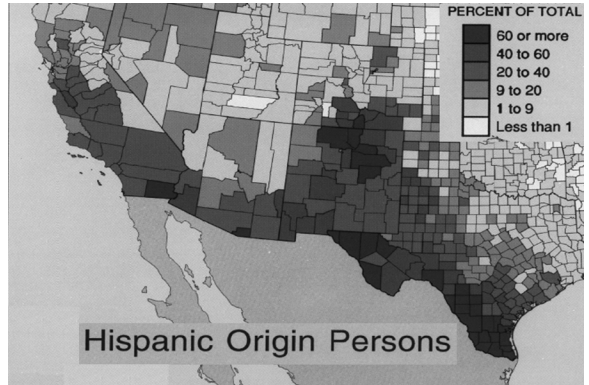 PERCENT OF TOTAL
60 or more
40 to 60
20 to 40
9 to 20
1 to 9
Less than 1
Hispanic Origin Persons